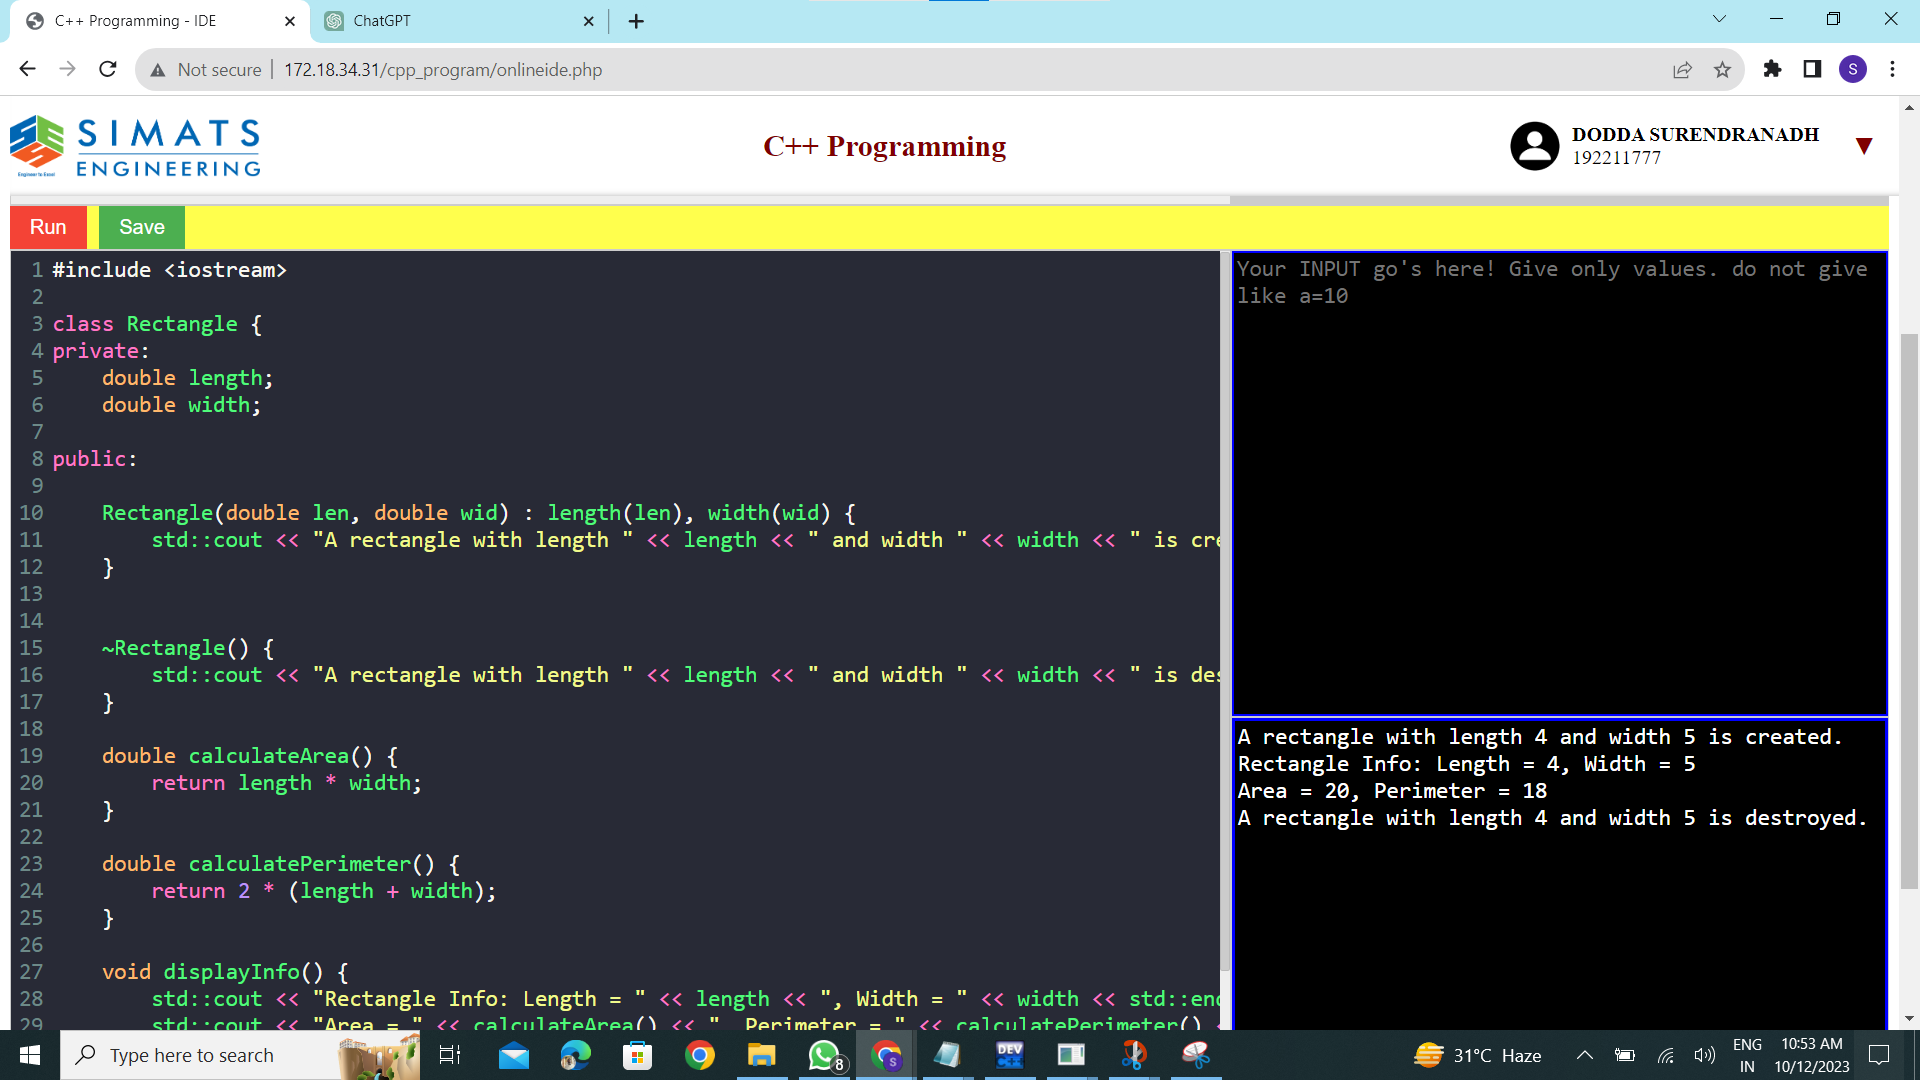 C++ Programming - IDE
ChatGPT
Not secure
172.18.34.31/cpp_program/onlineide.php
S
SIMATS
ENGINEERING
Engineer to Excel
C++ Programming
DODDA SURENDRANADH
192211777
Run
Save
1 #include <iostream>
2
3 class Rectangle {
4 private:
5     double length;
6     double width;
7
8 public:
9
10     Rectangle(double len, double wid) : length(len), width(wid) {
11         std::cout << "A rectangle with length " << length << " and width " << width << " is cre
12     }
13
14
15     ~Rectangle() {
16         std::cout << "A rectangle with length " << length << " and width " << width << " is des
17     }
18
19     double calculateArea() {
20         return length * width;
21     }
22
23     double calculatePerimeter() {
24         return 2 * (length + width);
25     }
26
27     void displayInfo() {
28         std::cout << "Rectangle Info: Length = " << length << ", Width = " << width << std::end
29         std::cout << "Area = " << calculateArea() << ", Perimeter = " << calculatePerimeter() <
Your INPUT go's here! Give only values. do not give
like a=10
A rectangle with length 4 and width 5 is created.
Rectangle Info: Length = 4, Width = 5
Area = 20, Perimeter = 18
A rectangle with length 4 and width 5 is destroyed.
Type here to search
8
S
DEV
C++
31°C Haze
ENG
IN
10:53 AM
10/12/2023